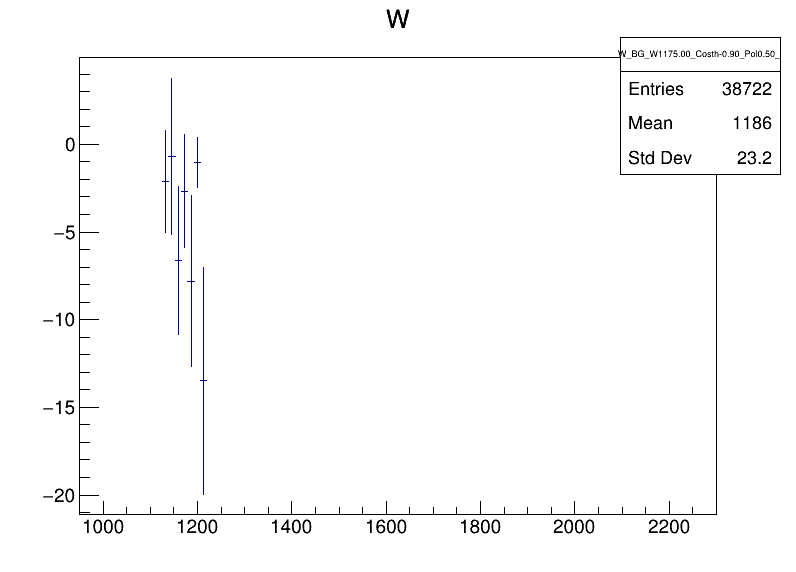 W
W_BG_W1175.00_Costh-0.90_Pol0.50_
Entries 38722
Mean 1186
Std Dev 23.2
0
−5
−10
−15
−20
1000 1200 1400 1600 1800 2000 2200